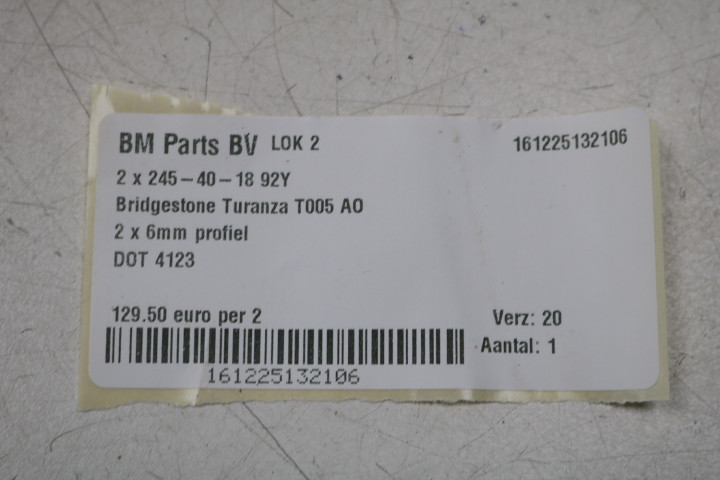 BM Parts BV LOK 2 161225132106
2 x 245-40-18 92Y
Bridgestone Turanza T005 AO
2 x 6mm profiel
DOT 4123
129.50 euro per 2 Verz: 20
Aantal: 1
161225132106